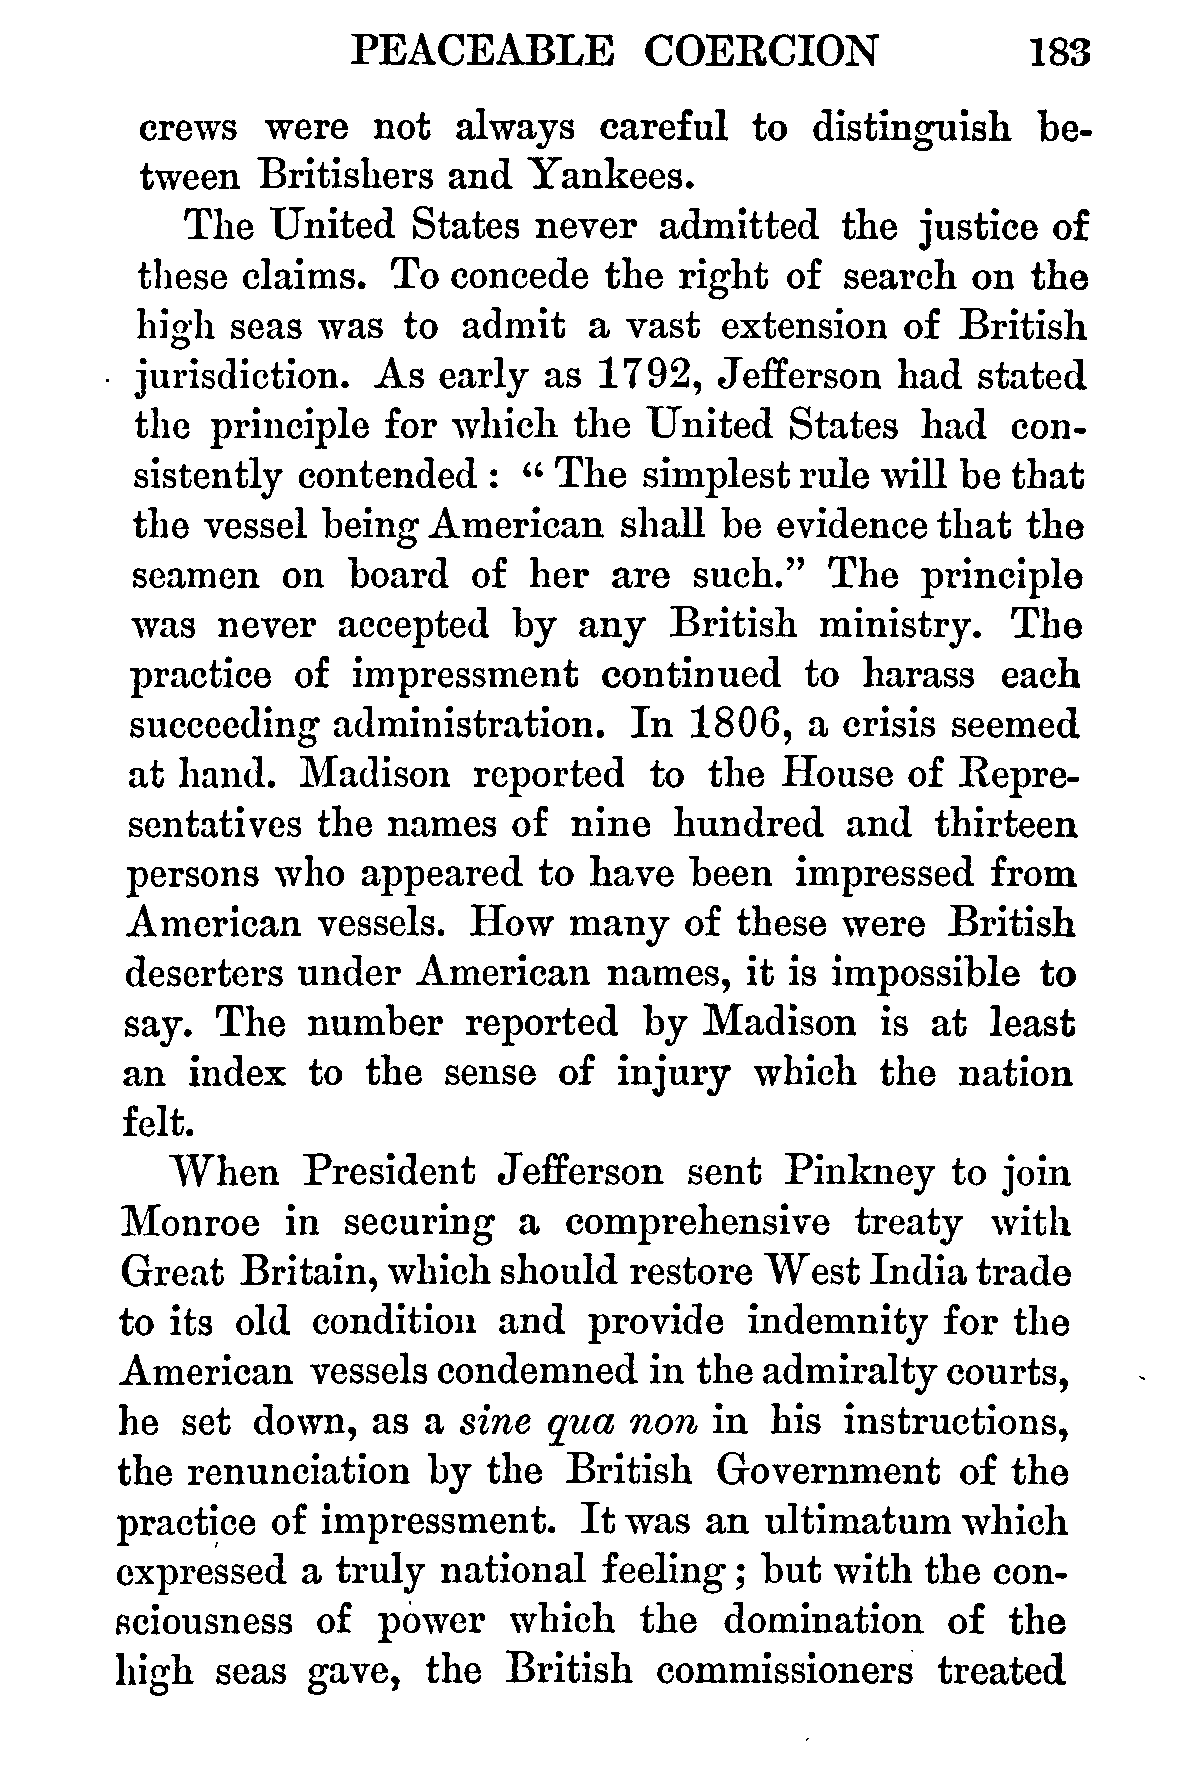 PEACEABLE COERCION 183
crews were not always careful to distinguish be-
tween Britishers and Yankees.
The United States never admitted the justice of
these claims. To concede the right of search on the
high seas was to admit a vast extension of British
jurisdiction. As early as 1792, Jefferson had stated
the principle for which the United States had con-
sistently contended : “ The simplest rule will be that
the vessel being American shall be evidence that the
seamen on board of her are such.” The principle
was never accepted by any British ministry. The
practice of impressment continued to harass each
succeeding administration. In 1806, a crisis seemed
at hand. Madison reported to the House of Repre-
sentatives the names of nine hundred and thirteen
persons who appeared to have been impressed from
American vessels. How many of these were British
deserters under American names, it is impossible to
say. The number reported by Madison is at least
an index to the sense of injury which the nation
felt.
When President Jefferson sent Pinkney to join
Monroe in securing a comprehensive treaty with
Great Britain, which should restore West India trade
to its old condition and provide indemnity for the
American vessels condemned in the admiralty courts,
he set down, as a sine qua non in his instructions,
the renunciation by the British Government of the
practice of impressment. It was an ultimatum which
expressed a truly national feeling ; but with the con-
sciousness of power which the domination of the
high seas gave, the British commissioners treated